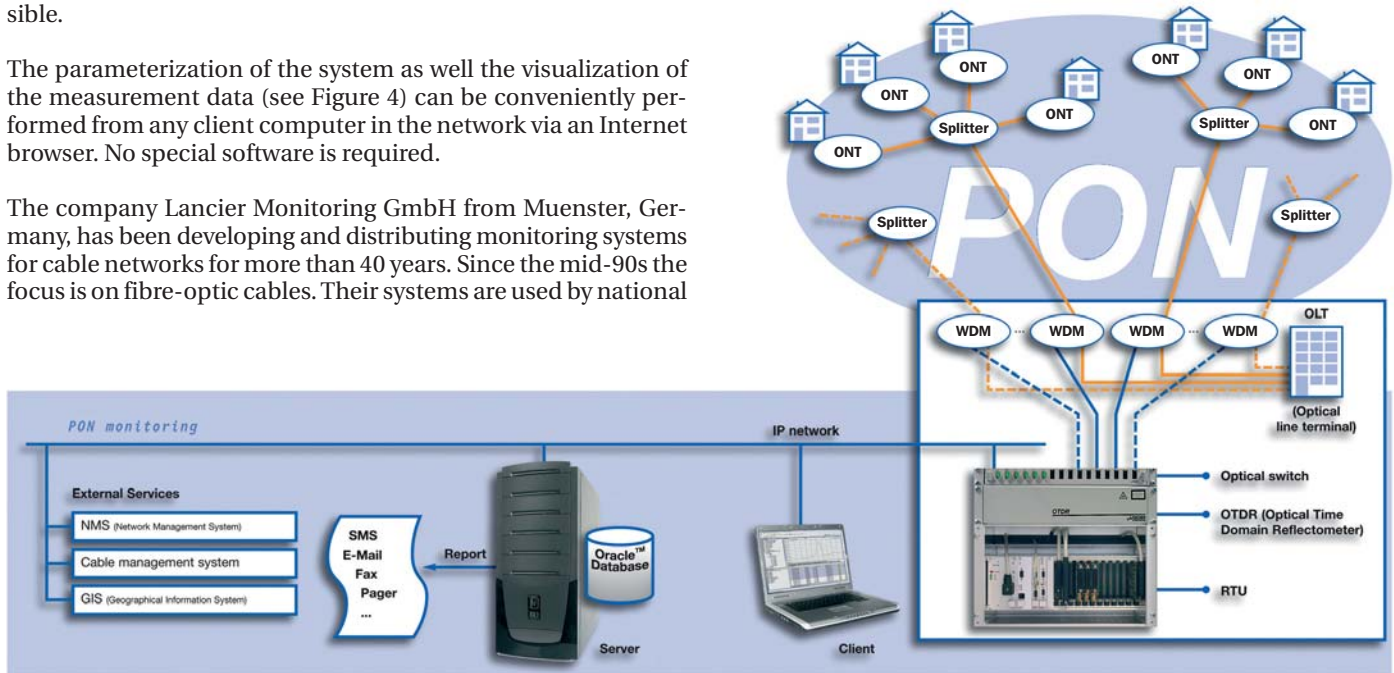 sible.
The parameterization of the system as well the visualization of
the measurement data (see Figure 4) can be conveniently per-
formed from any client computer in the network via an Internet
browser. No special software is required.
The company Lancier Monitoring GmbH from Muenster, Ger-
many, has been developing and distributing monitoring systems
for cable networks for more than 40 years. Since the mid-90s the
focus is on fibre-optic cables. Their systems are used by national
ONT
ONT
ONT
ONT
Splitter
ONT
ONT
ONT
Splitter
PON
Splitter
Splitter
WDM
...
WDM
WDM
...
WDM
OLT
(Optical
line terminal)
PON monitoring
IP network
External Services
NMS (Network Management System)
Cable management system
GIS (Geographical Information System)
SMS
E-Mail
Fax
Pager
...
Report
Oracle™
Database
Server
Client
OTDR
Optical switch
OTDR (Optical Time
Domain Reflectometer)
RTU